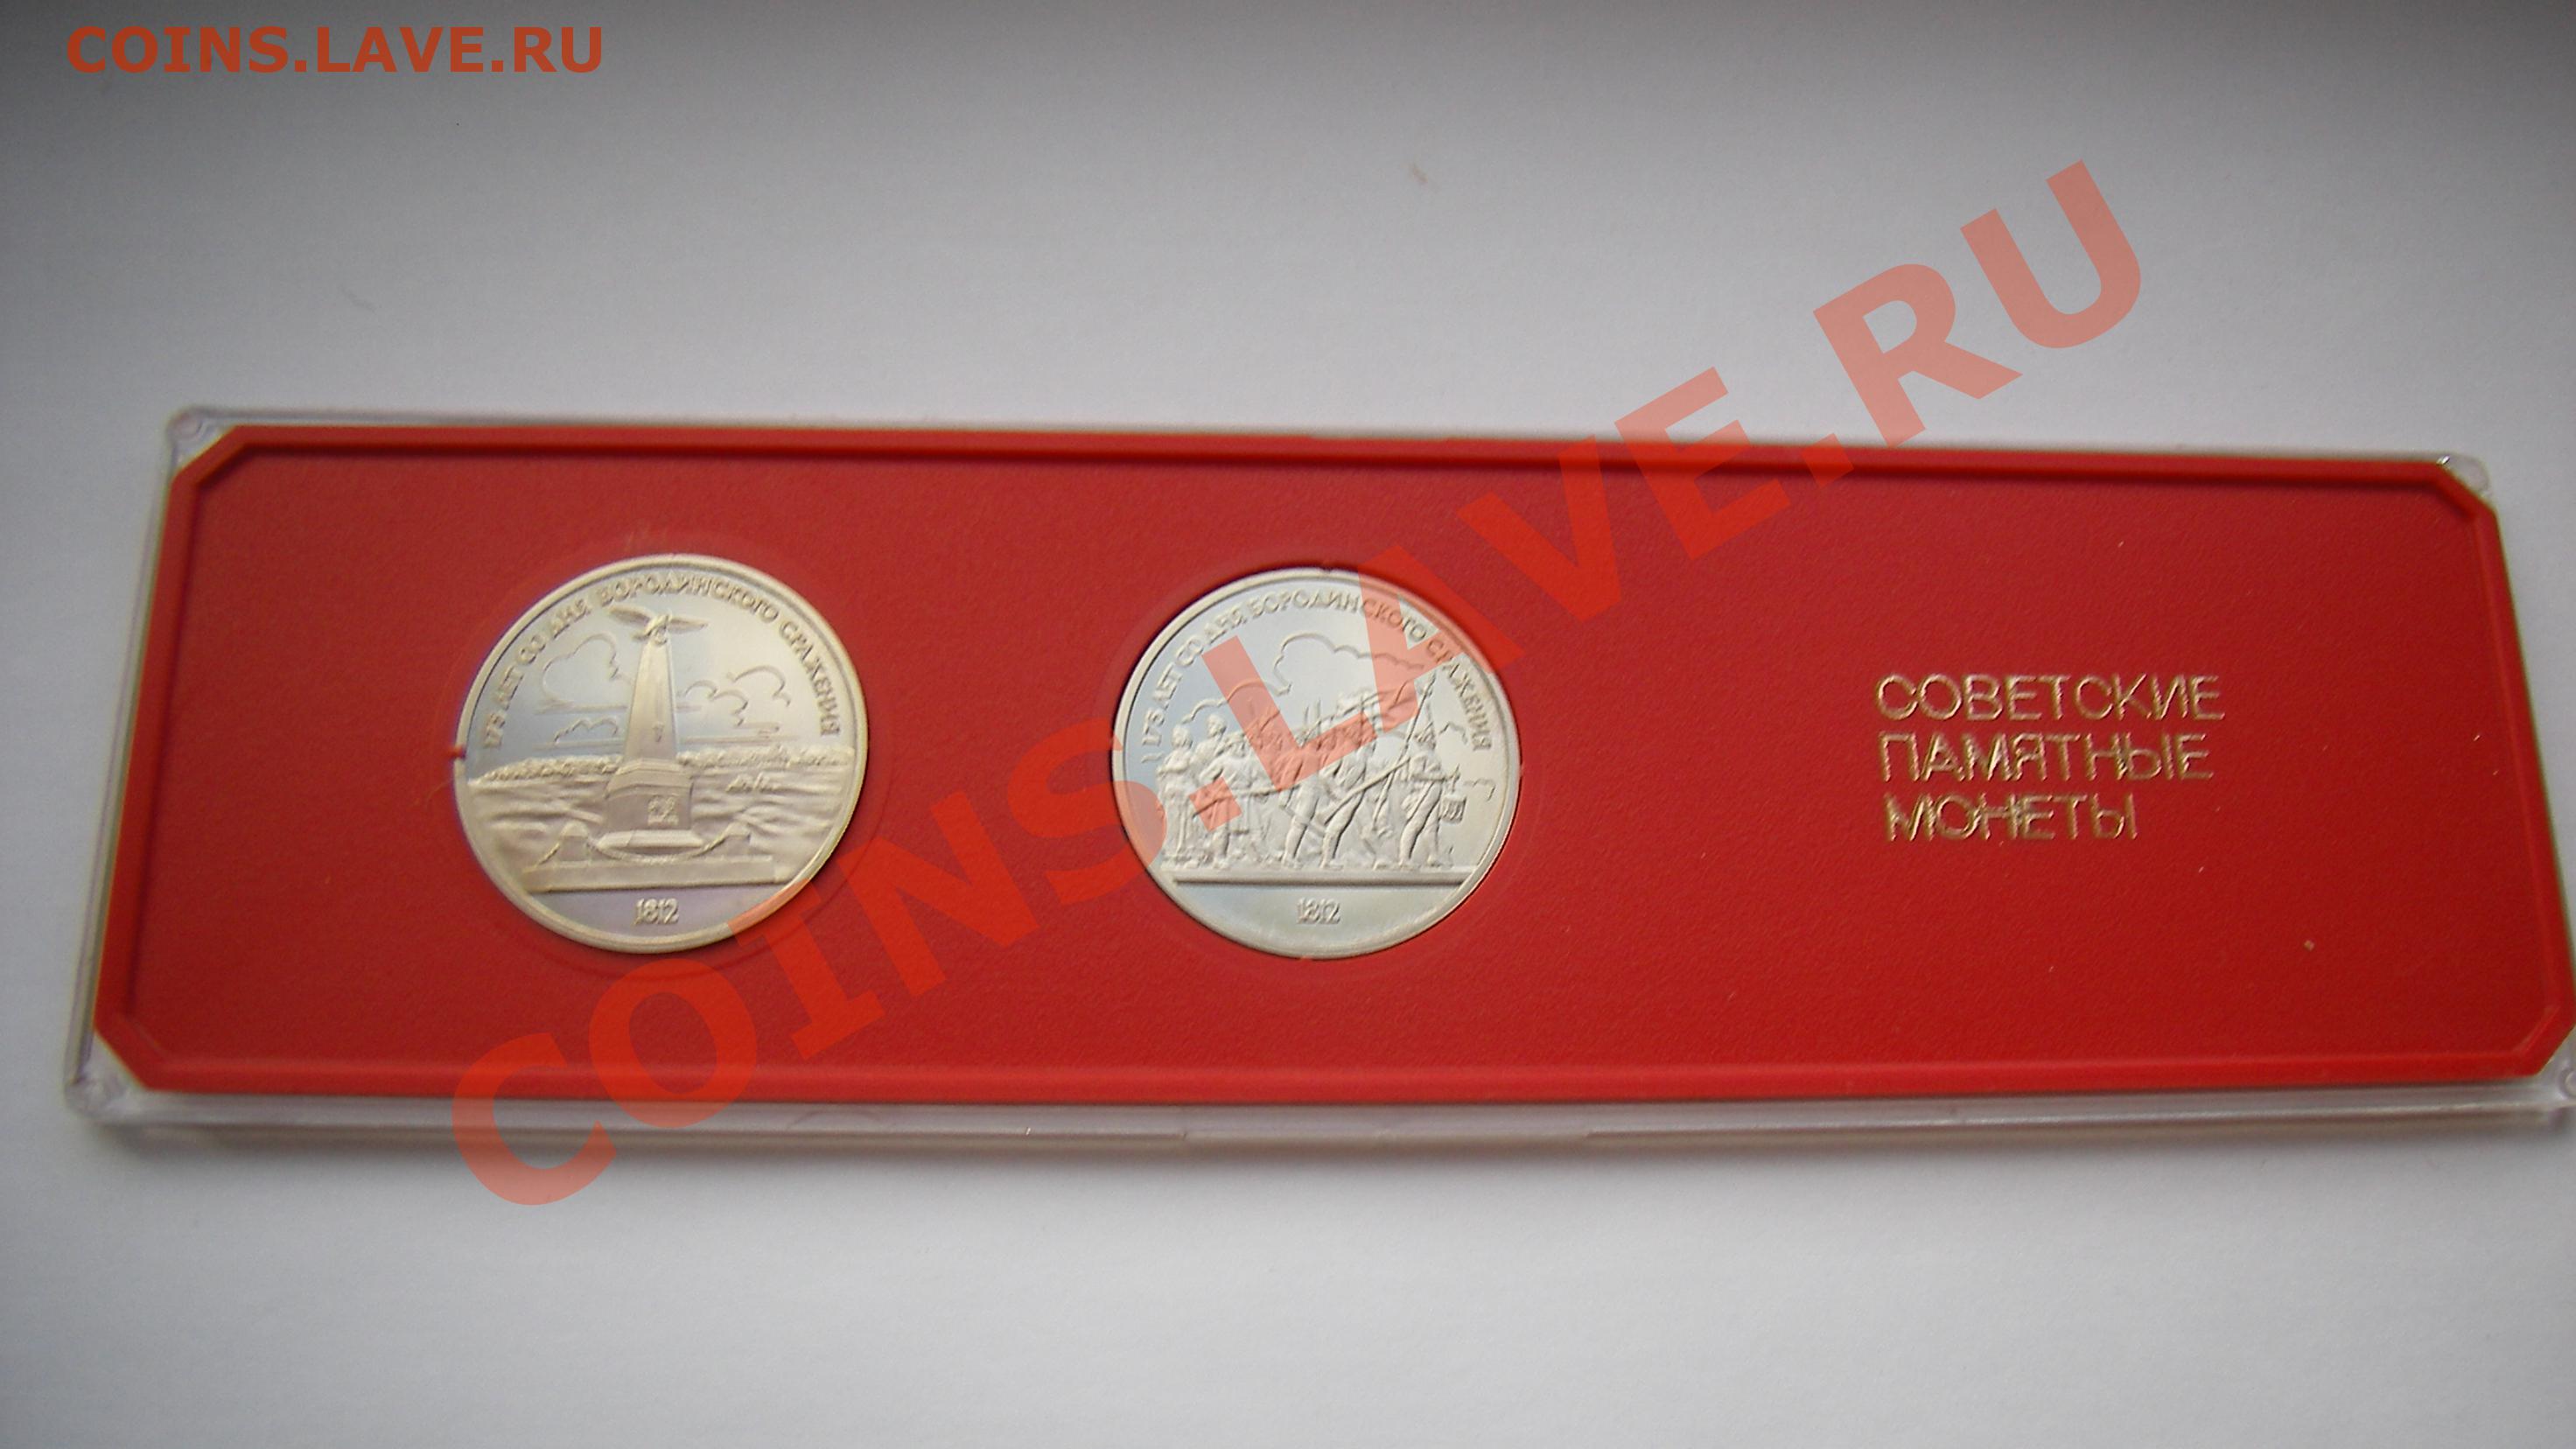 COINS.LAVE.RU
COINS.LAVE.RU
175 ЛЕТ СО ДНЯ БОРОДИНСКОГО СРАЖЕНИЯ
1812
175 ЛЕТ СО ДНЯ БОРОДИНСКОГО СРАЖЕНИЯ
1812
СОВЕТСКИЕ
ПАМЯТНЫЕ
МОНЕТЫ